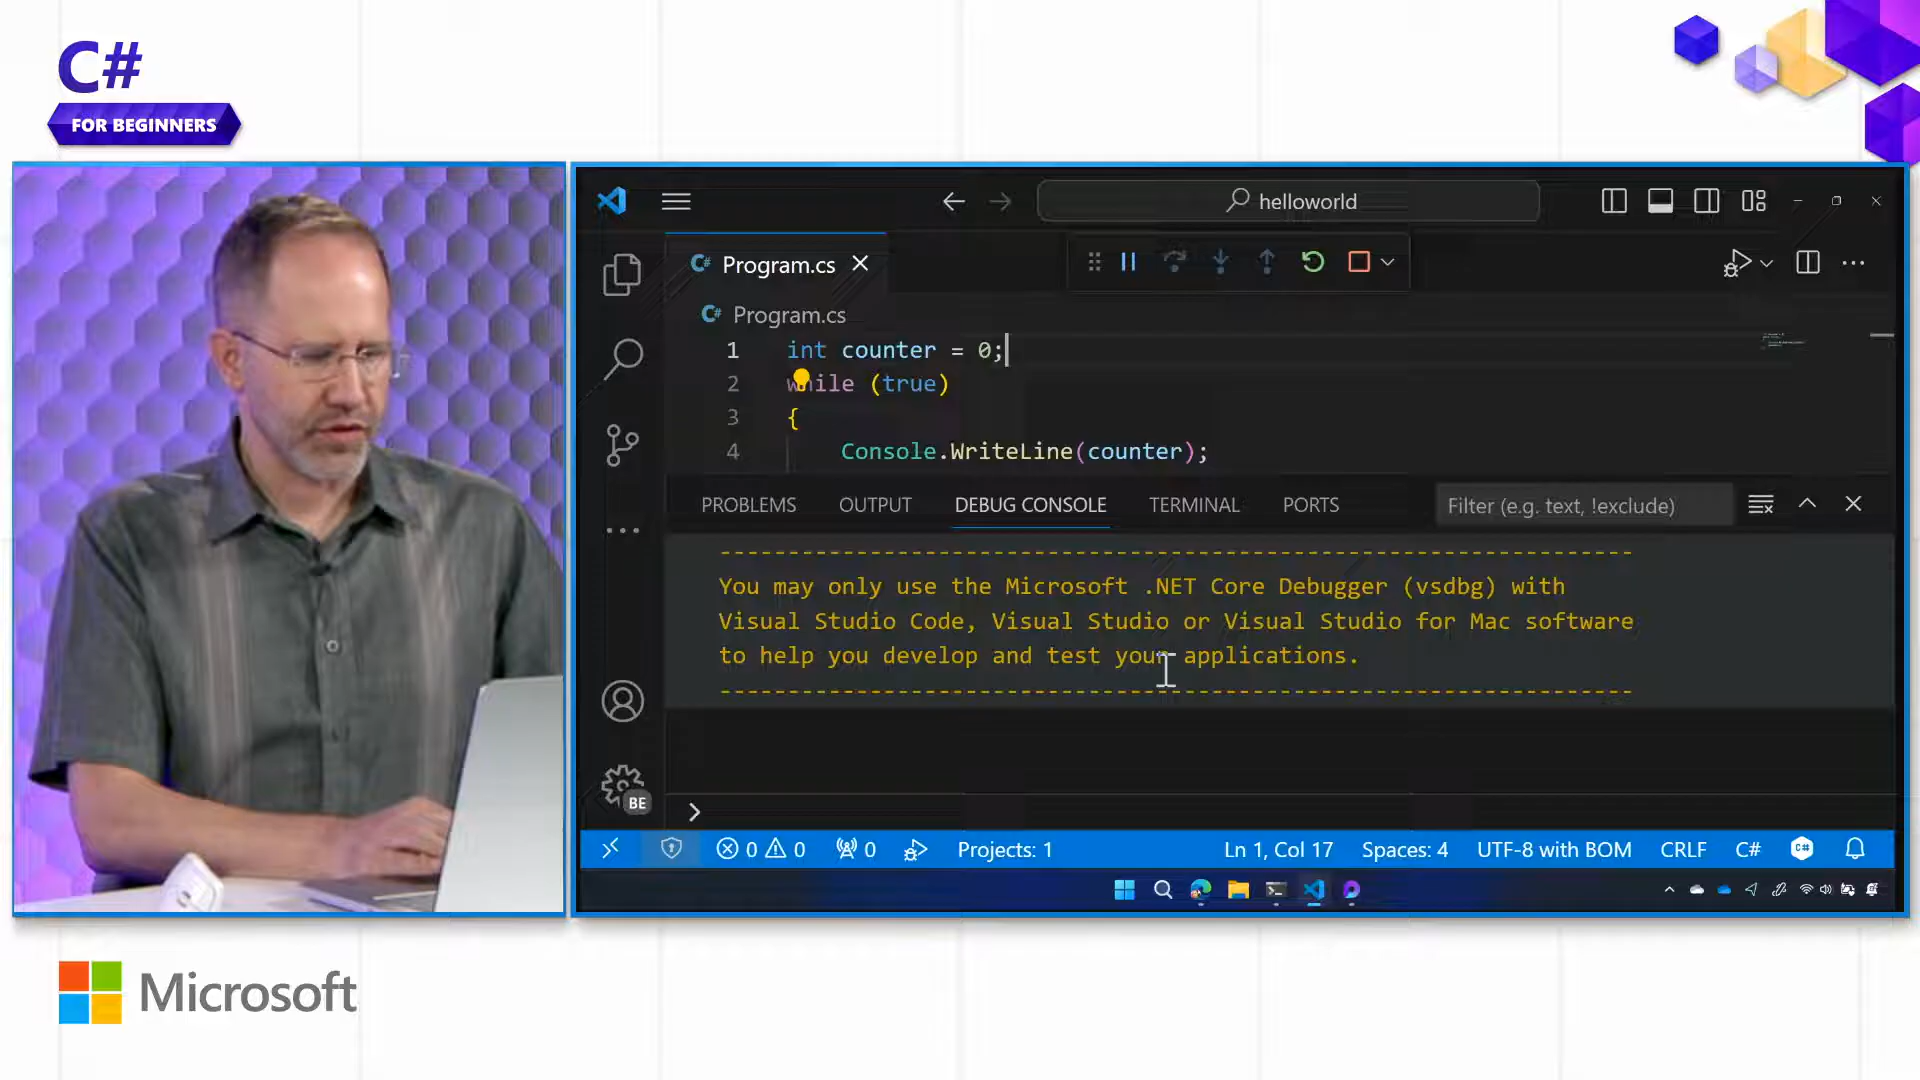 C#
FOR BEGINNERS
helloworld
C# Program.cs
C# Program.cs
1 int counter = 0;
2 while (true)
3 {
4 Console.WriteLine(counter);
PROBLEMS OUTPUT DEBUG CONSOLE TERMINAL PORTS Filter (e.g. text, !exclude)
-------------------------------------------------------------------
You may only use the Microsoft .NET Core Debugger (vsdbg) with
Visual Studio Code, Visual Studio or Visual Studio for Mac software
to help you develop and test your applications.
-------------------------------------------------------------------
BE
0 0 0 Projects: 1 Ln 1, Col 17 Spaces: 4 UTF-8 with BOM CRLF C# C#
Microsoft